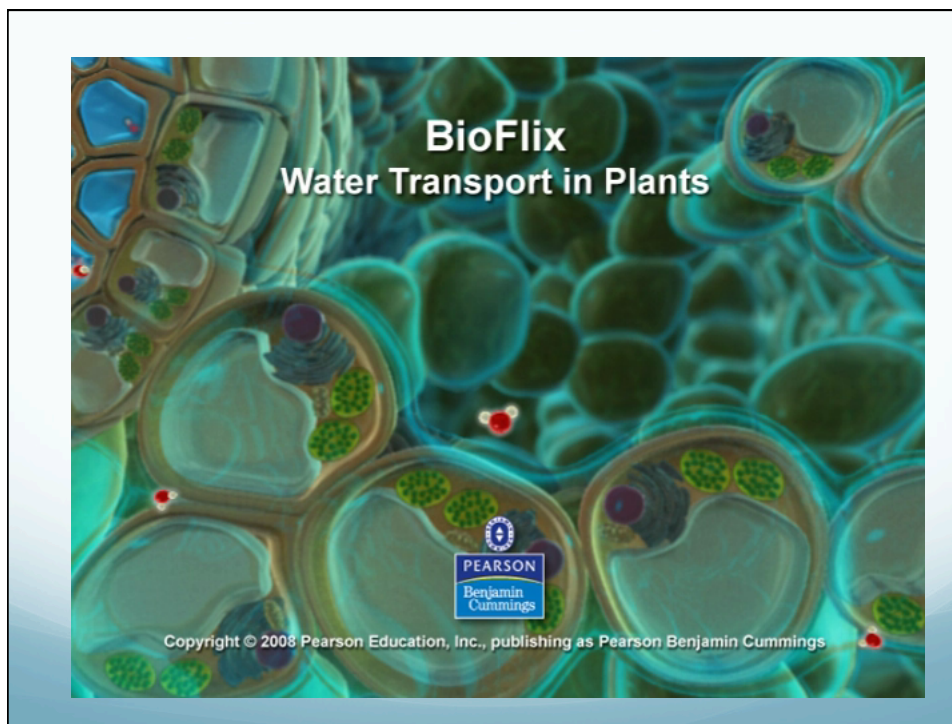 BioFlix
Water Transport in Plants
PEARSON
Benjamin
Cummings
Copyright © 2008 Pearson Education, Inc., publishing as Pearson Benjamin Cummings